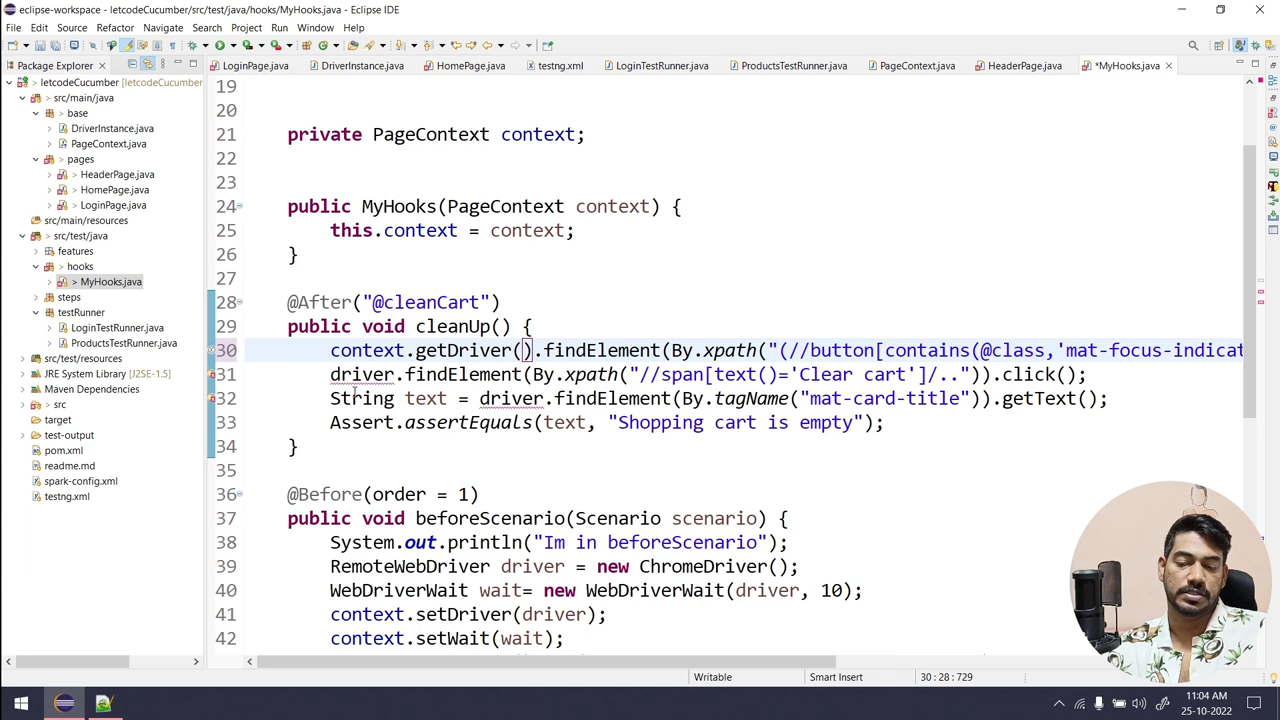 eclipse-workspace - letcodeCucumber/src/test/java/hooks/MyHooks.java - Eclipse IDE
File Edit Source Refactor Navigate Search Project Run Window Help
Package Explorer
LoginPage.java DriverInstance.java HomePage.java testng.xml LoginTestRunner.java ProductsTestRunner.java PageContext.java HeaderPage.java *MyHooks.java
letcodeCucumber [letcodeCucumber
src/main/java
base
DriverInstance.java
PageContext.java
> pages
> HeaderPage.java
> HomePage.java
> LoginPage.java
src/main/resources
> src/test/java
features
> hooks
> MyHooks.java
steps
testRunner
LoginTestRunner.java
ProductsTestRunner.java
src/test/resources
JRE System Library [J2SE-1.5]
Maven Dependencies
src
target
test-output
pom.xml
readme.md
spark-config.xml
testng.xml
19
20
21 private PageContext context;
22
23
24 public MyHooks(PageContext context) {
25 this.context = context;
26 }
27
28 @After("@cleanCart")
29 public void cleanUp() {
30 context.getDriver().findElement(By.xpath("(//button[contains(@class,'mat-focus-indicat
31 driver.findElement(By.xpath("//span[text()='Clear cart']/..")).click();
32 String text = driver.findElement(By.tagName("mat-card-title")).getText();
33 Assert.assertEquals(text, "Shopping cart is empty");
34 }
35
36 @Before(order = 1)
37 public void beforeScenario(Scenario scenario) {
38 System.out.println("Im in beforeScenario");
39 RemoteWebDriver driver = new ChromeDriver();
40 WebDriverWait wait= new WebDriverWait(driver, 10);
41 context.setDriver(driver);
42 context.setWait(wait);
Writable Smart Insert 30 : 28 : 729
11:04 AM
25-10-2022